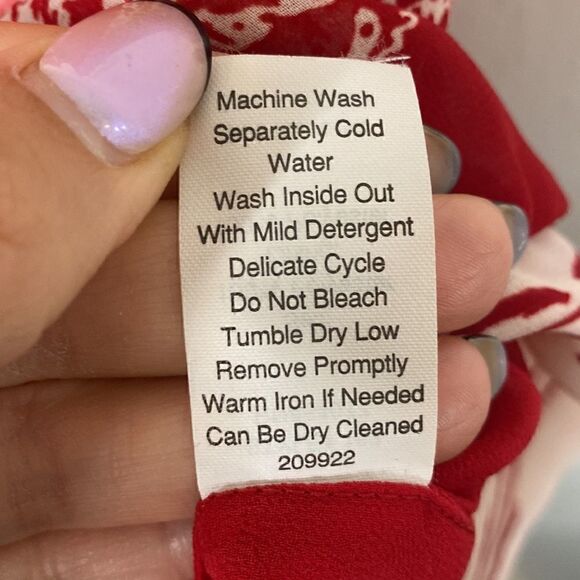 Machine Wash
Separately Cold
Water
Wash Inside Out
With Mild Detergent
Delicate Cycle
Do Not Bleach
Tumble Dry Low
Remove Promptly
Warm Iron If Needed
Can Be Dry Cleaned
209922